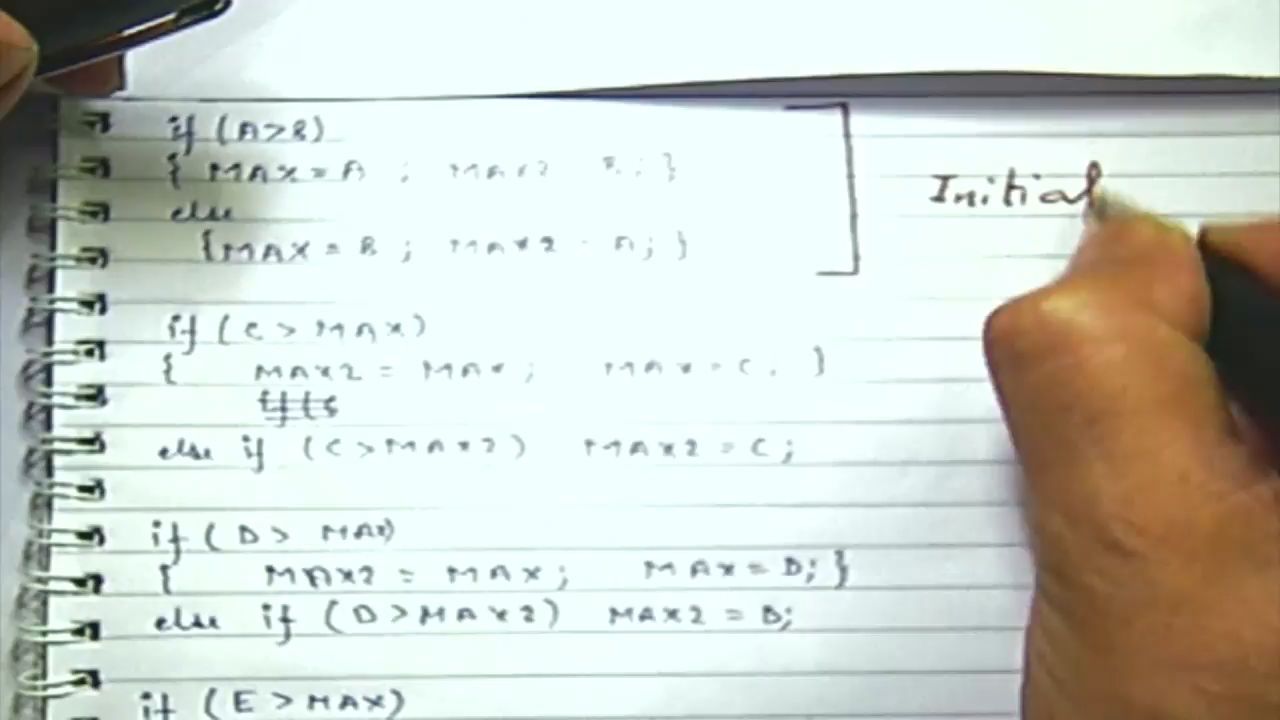 if (A>B)
{ MAX = A ; MAX2 = B; }
else
{MAX = B ; MAX2 = A; }
Initial
if ( C > MAX)
{ MAX2 = MAX; MAX = C; }
else if (C > MAX2) MAX2 = C;
if ( D > MAX)
{ MAX2 = MAX; MAX = D; }
else if (D > MAX2) MAX2 = D;
if (E > MAX)